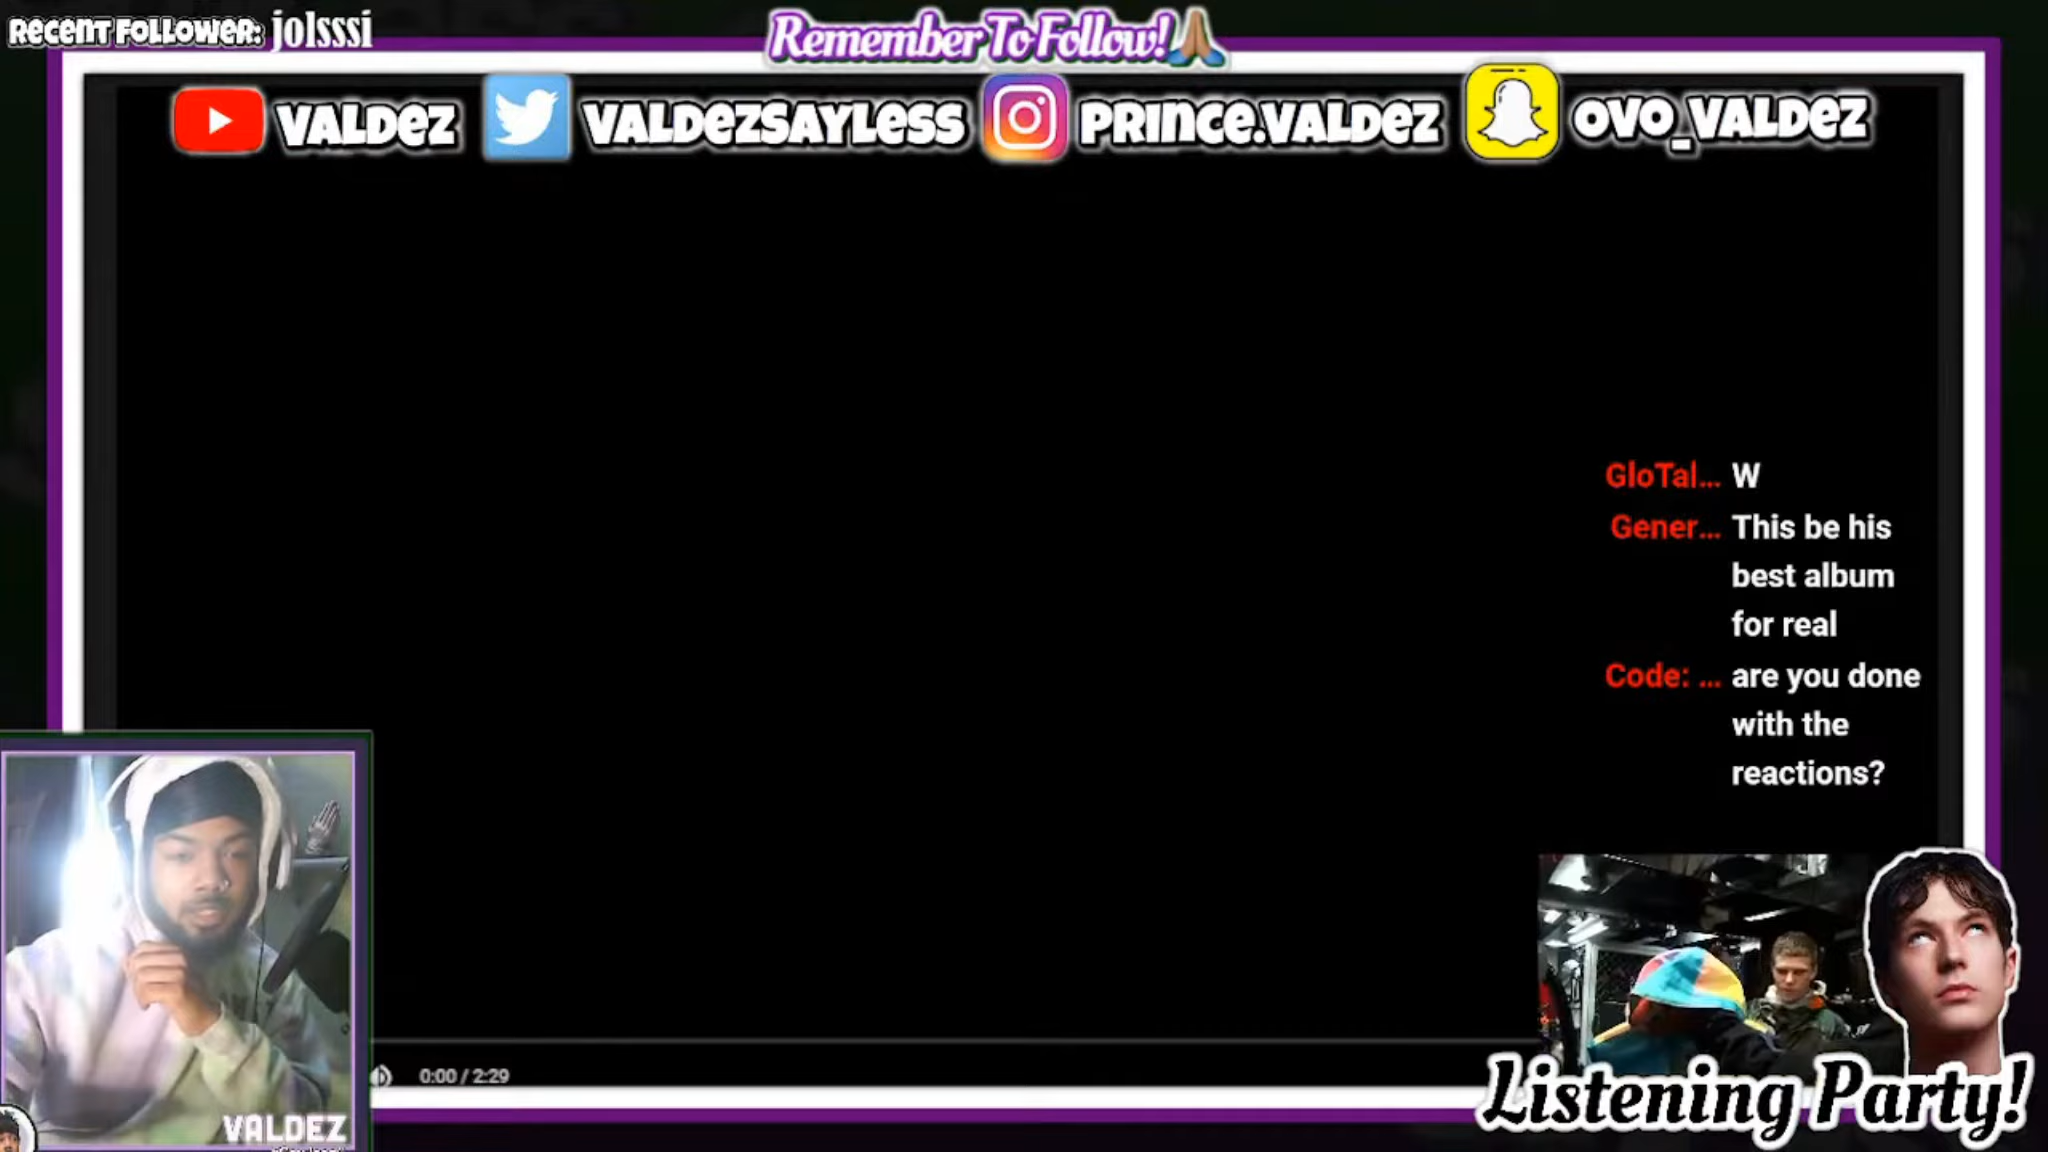 Recent Follower: jolsssi
Remember To Follow!
Valdez
Valdezsayless
Prince.Valdez
OVO_Valdez
GloTal... W
Gener... This be his
best album
for real
Code: ... are you done
with the
reactions?
0:00 / 2:29
VALDEZ
Listening Party!